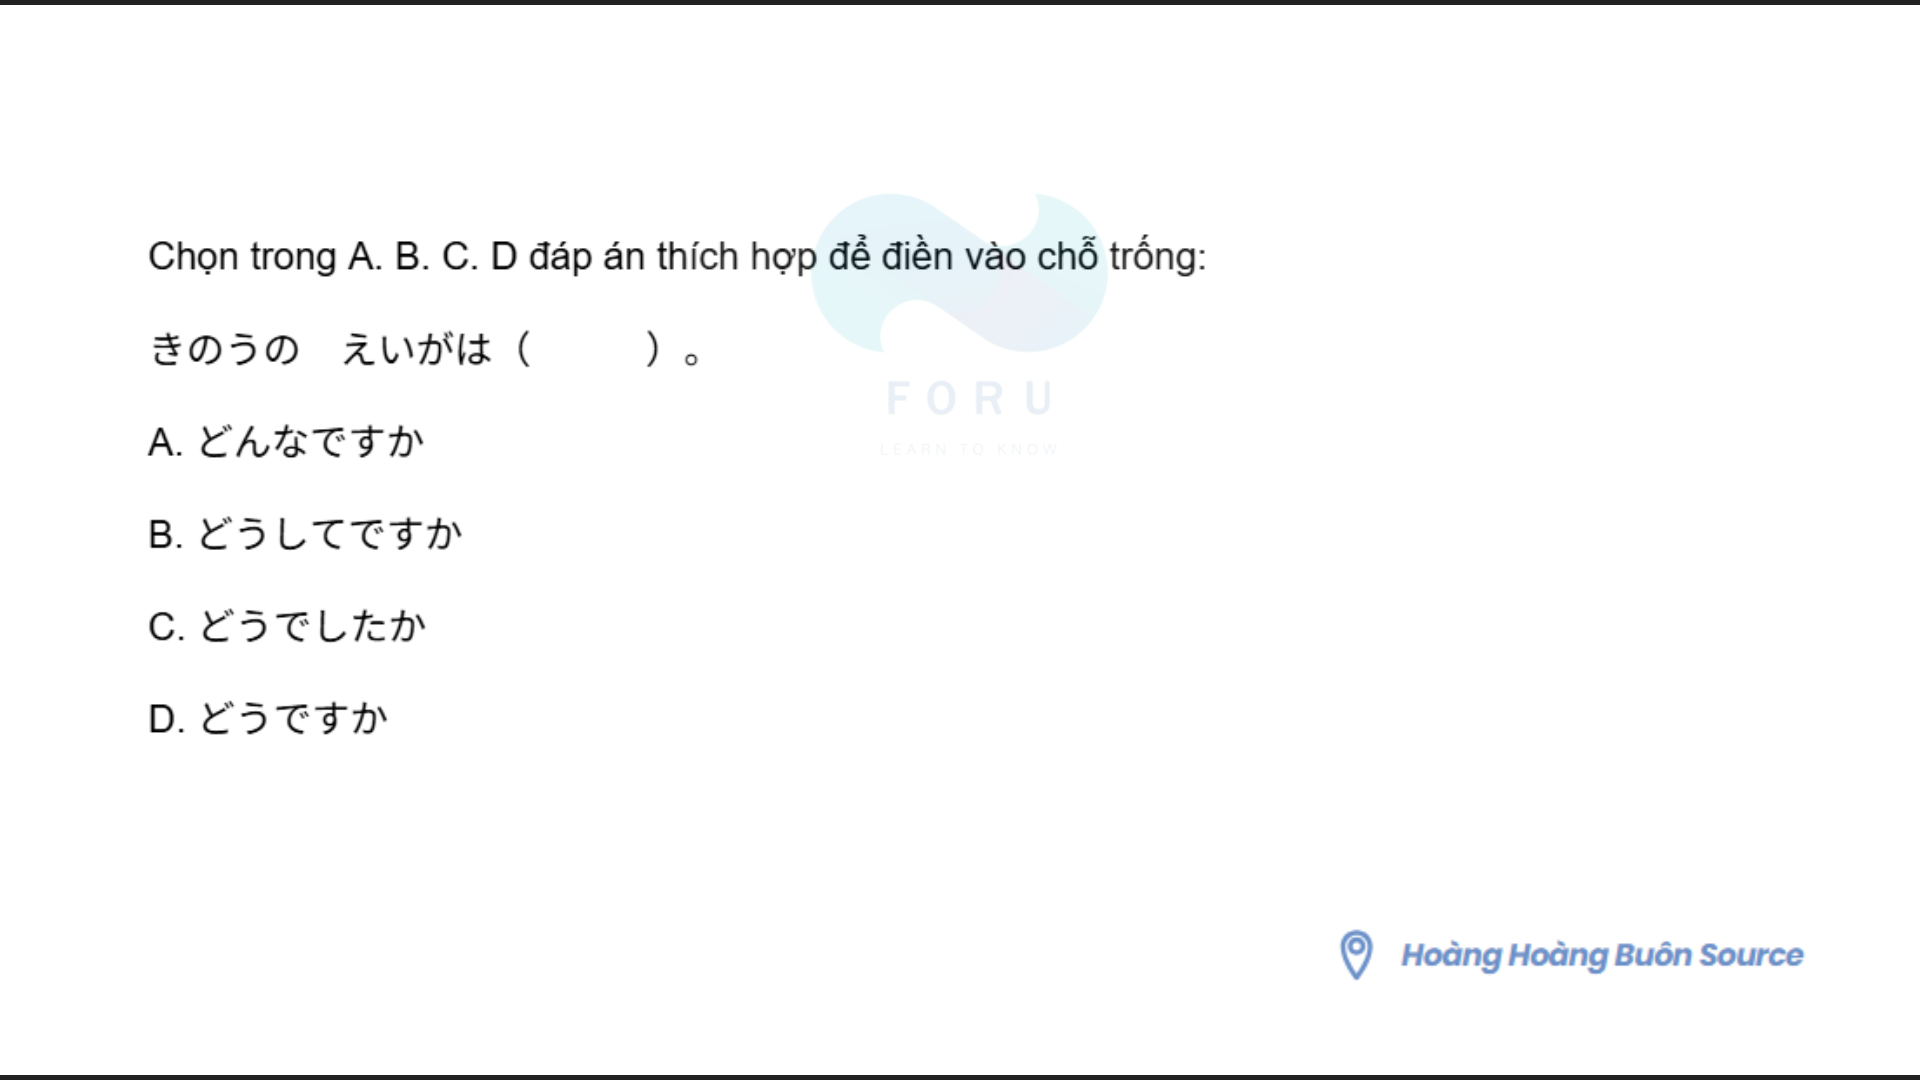 Chọn trong A. B. C. D đáp án thích hợp để điền vào chỗ trống:
きのうの　えいがは（　　　）。
A. どんなですか
B. どうしてですか
C. どうでしたか
D. どうですか
FORU
LEARN TO KNOW
Hoàng Hoàng Buôn Source